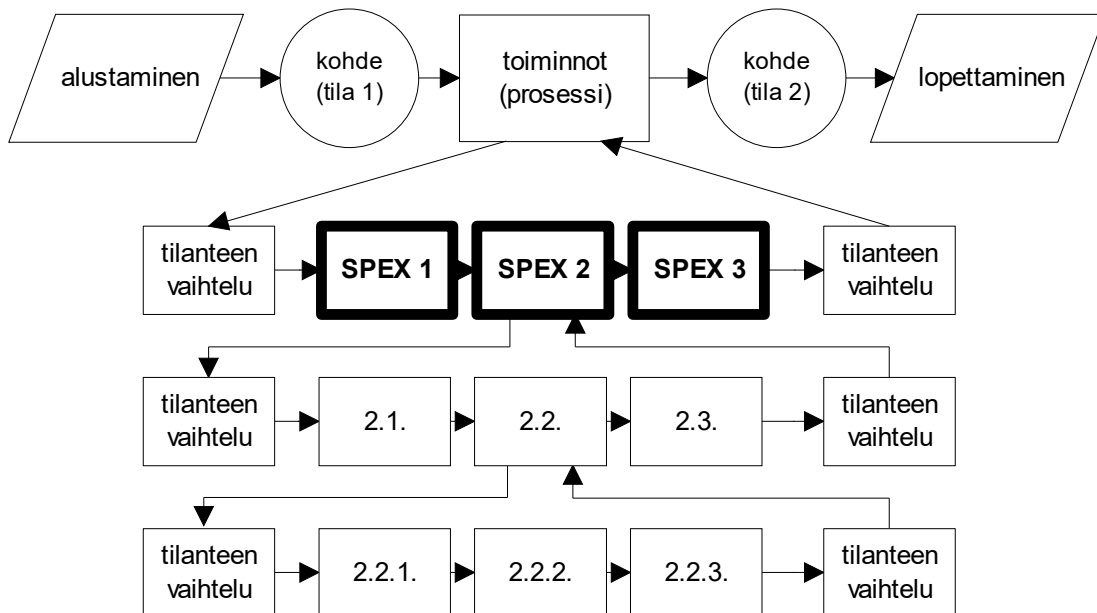 alustaminen
kohde
(tila 1)
toiminnot
(prosessi)
kohde
(tila 2)
lopettaminen
tilanteen
vaihtelu
SPEX 1
SPEX 2
SPEX 3
tilanteen
vaihtelu
tilanteen
vaihtelu
2.1.
2.2.
2.3.
tilanteen
vaihtelu
tilanteen
vaihtelu
2.2.1.
2.2.2.
2.2.3.
tilanteen
vaihtelu